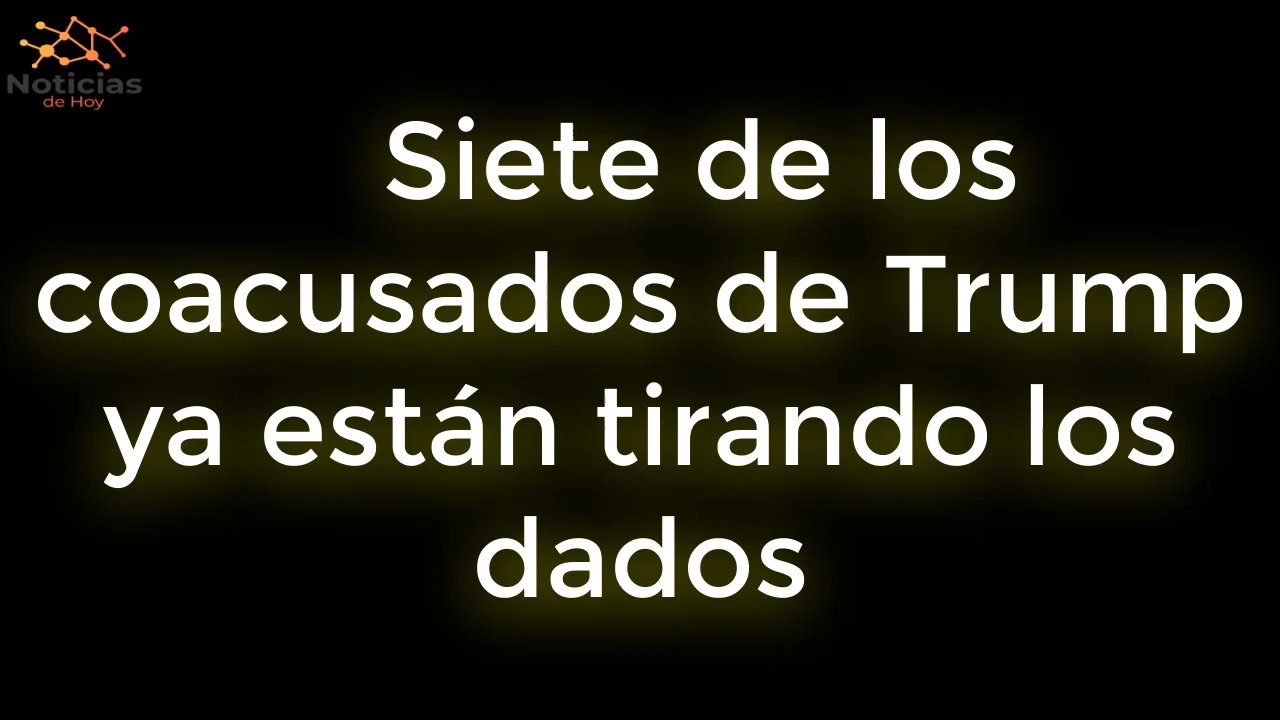 Noticias
de Hoy
Siete de los
coacusados de Trump
ya están tirando los
dados